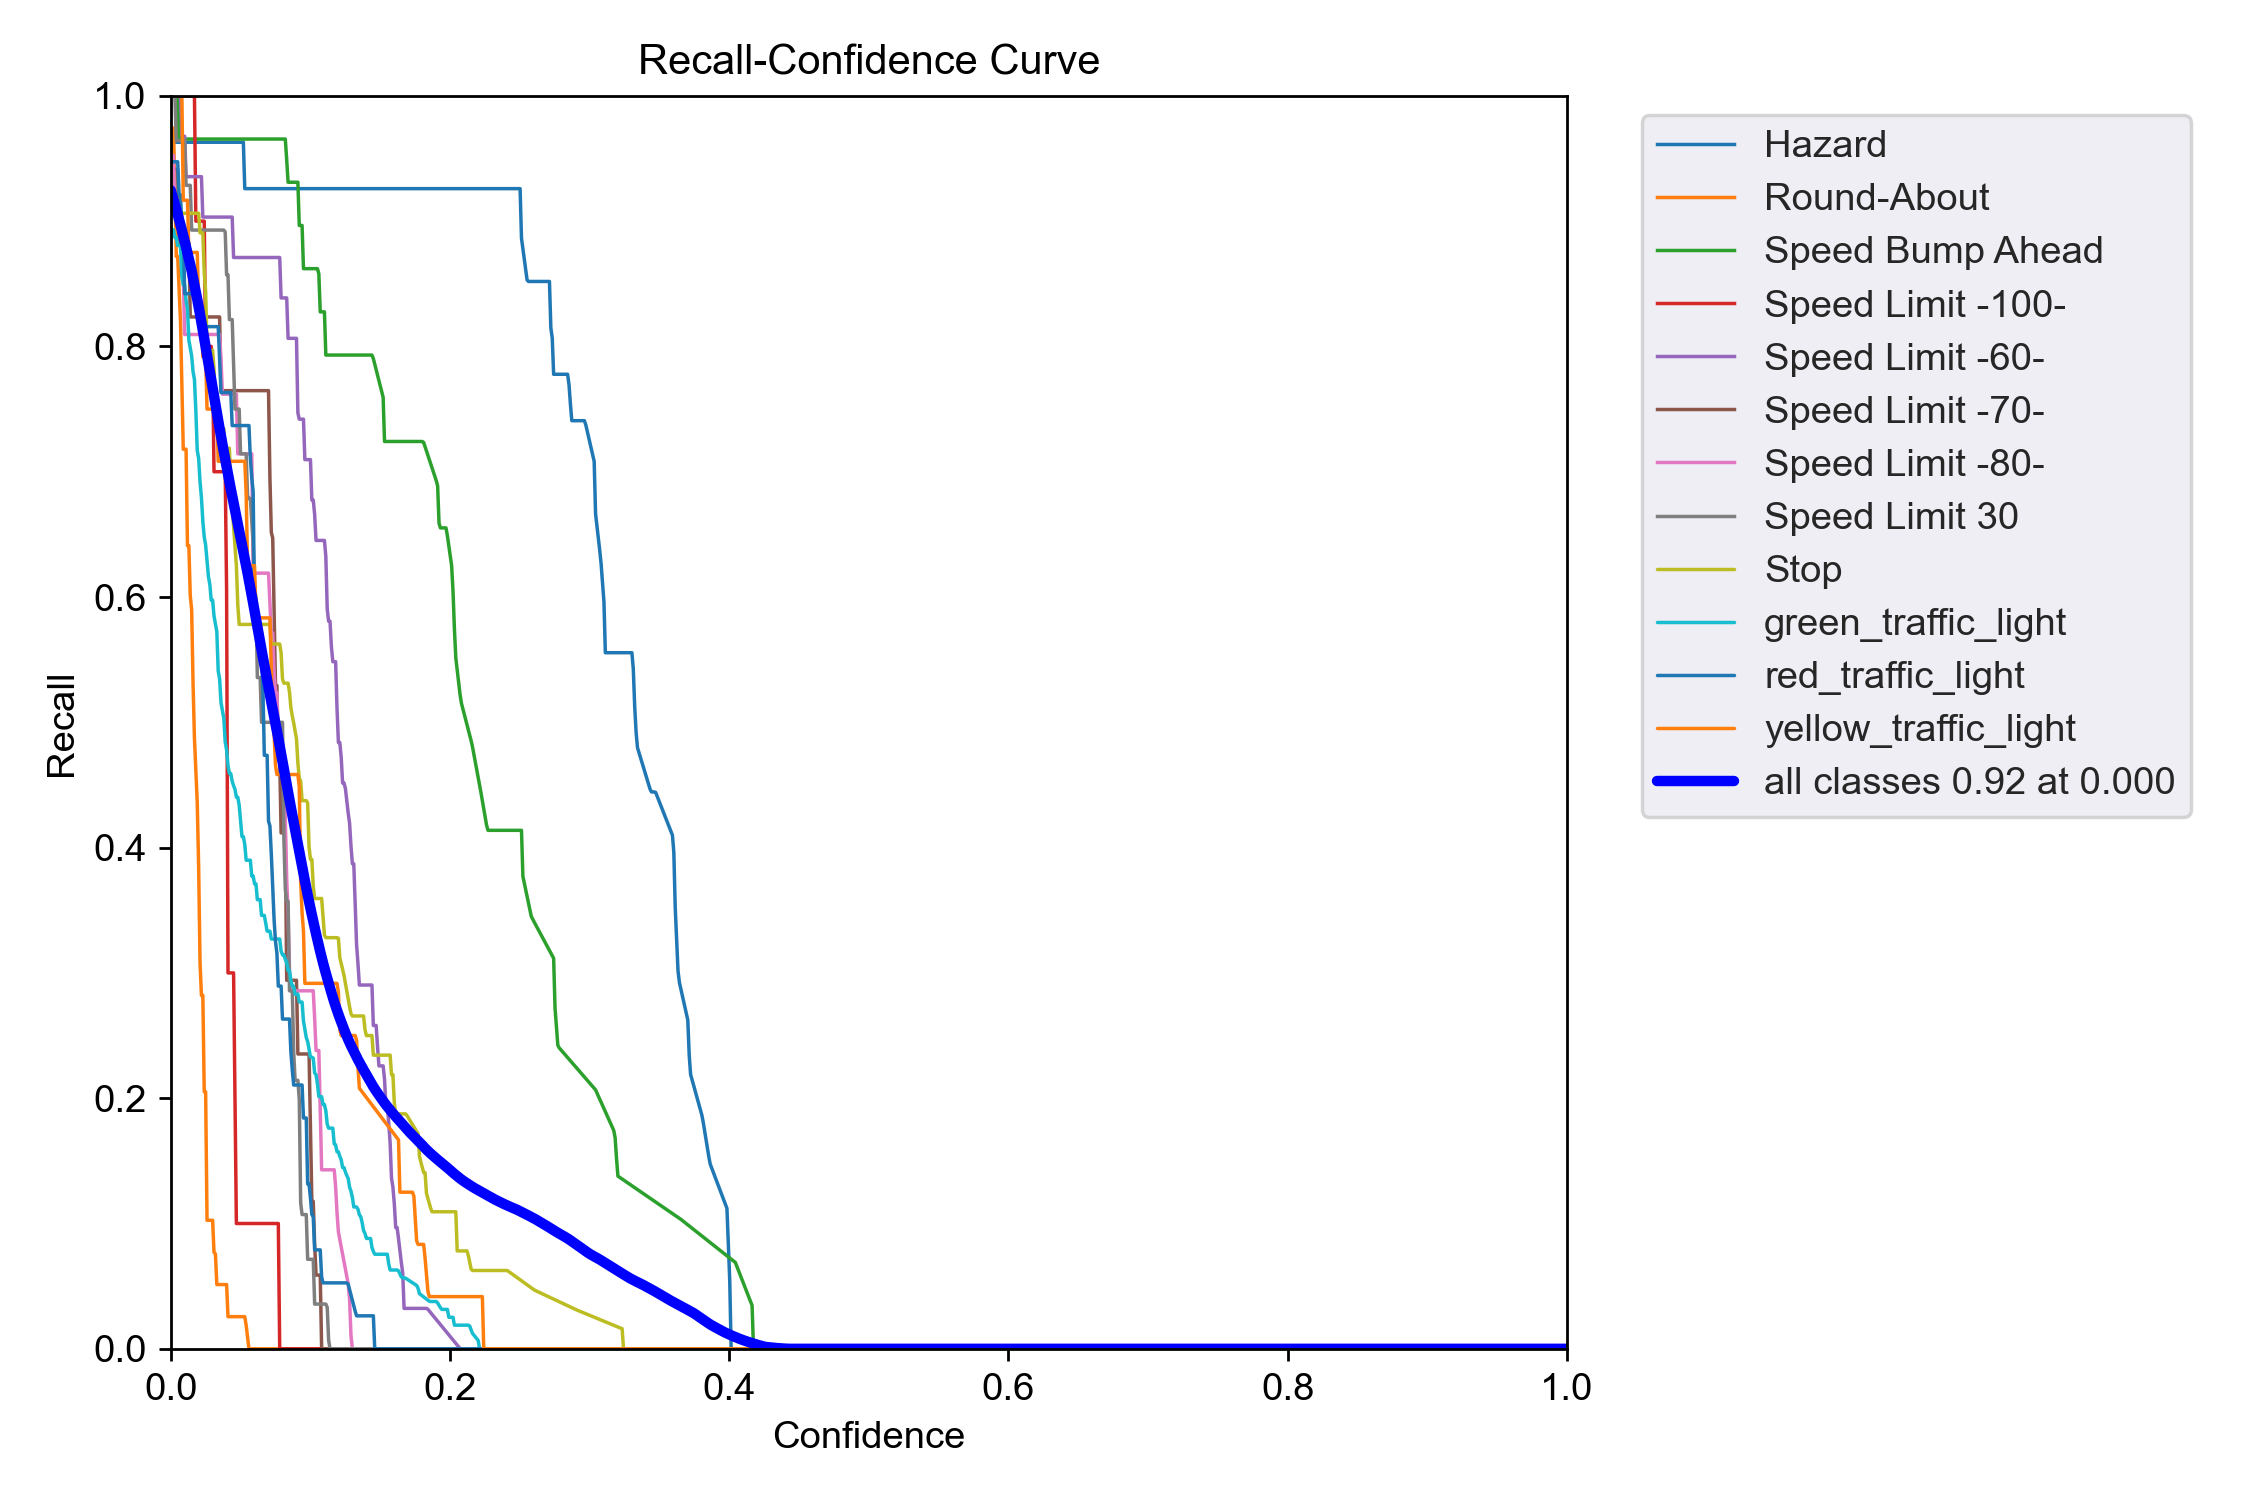 Recall-Confidence Curve
1.0
0.8
0.6
0.4
0.2
0.0
Recall
0.0 0.2 0.4 0.6 0.8 1.0
Confidence
Hazard
Round-About
Speed Bump Ahead
Speed Limit -100-
Speed Limit -60-
Speed Limit -70-
Speed Limit -80-
Speed Limit 30
Stop
green_traffic_light
red_traffic_light
yellow_traffic_light
all classes 0.92 at 0.000